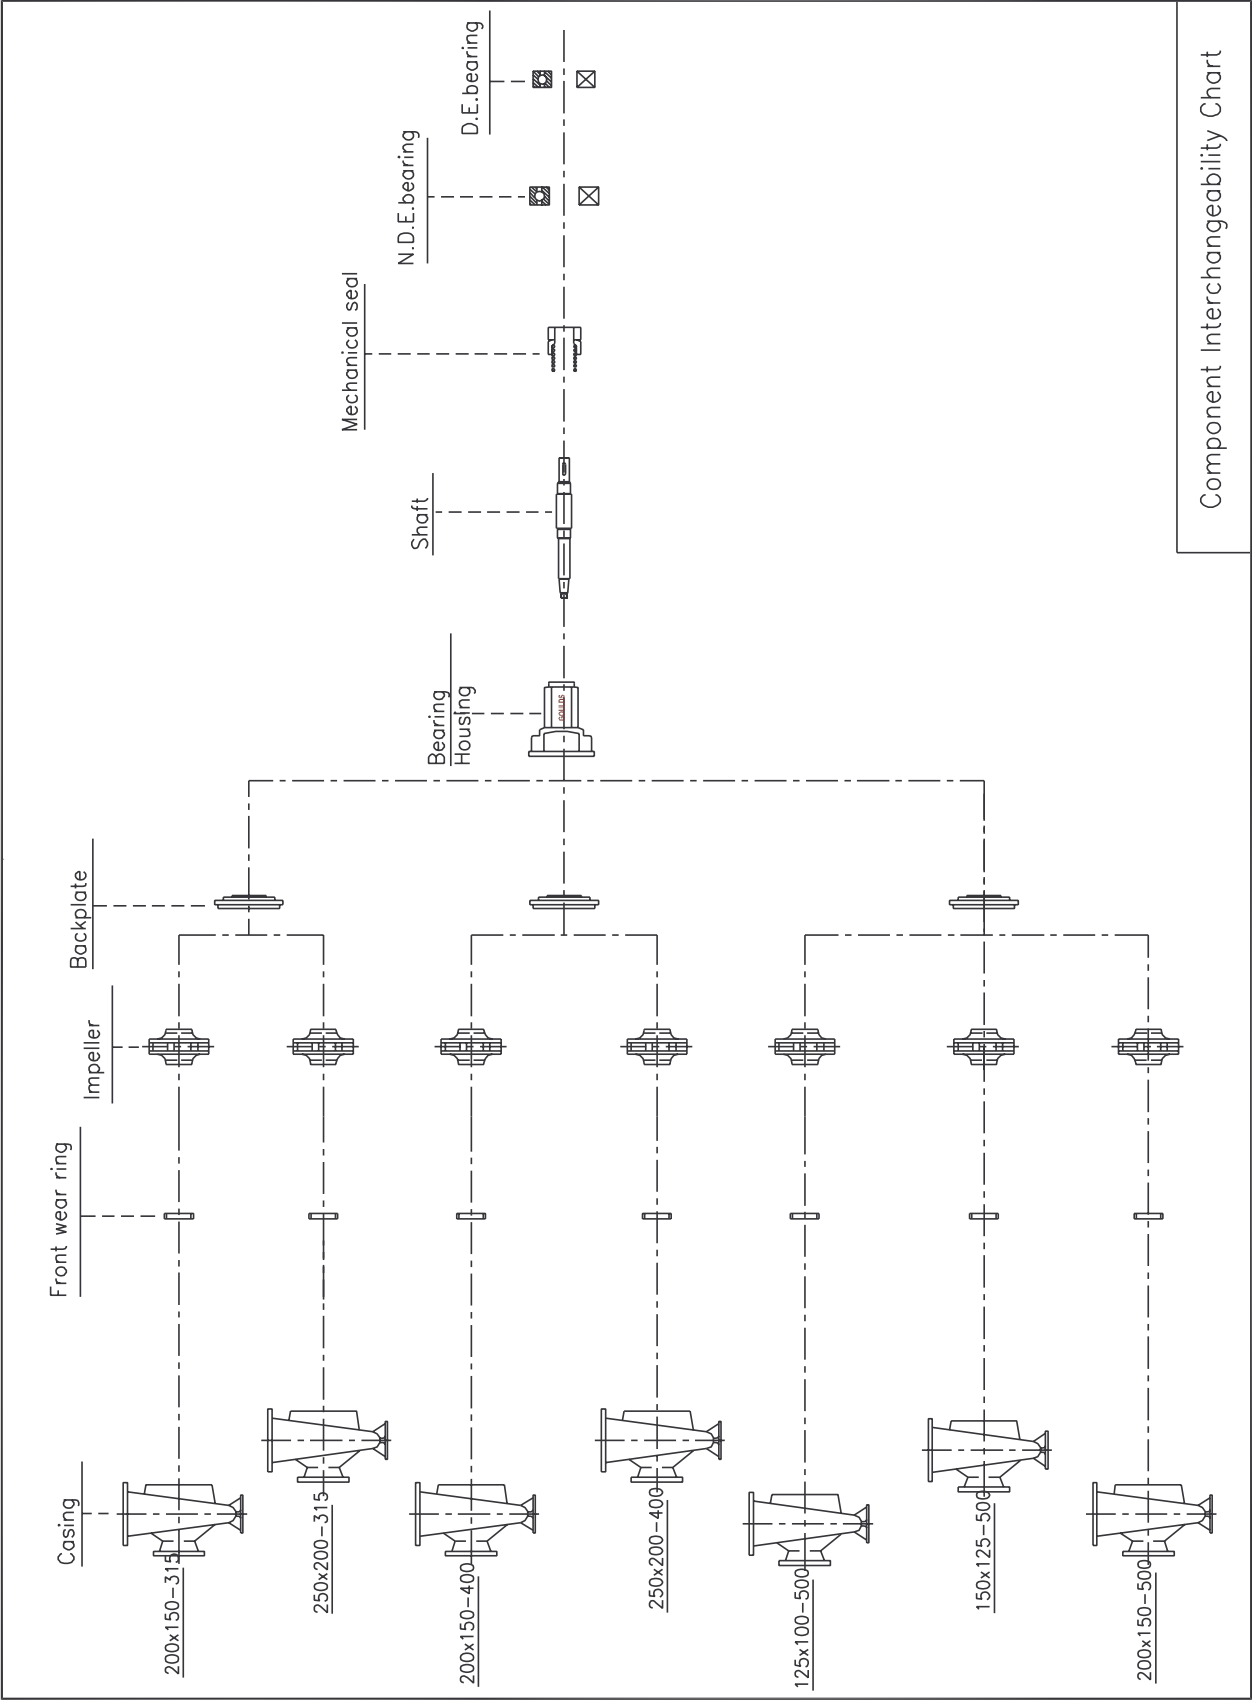 Component Interchangeability Chart
Casing
Front wear ring
Impeller
Backplate
Bearing
Housing
Shaft
Mechanical seal
N.D.E.bearing
D.E.bearing
GOULDS
200x150-315
250x200-315
200x150-400
250x200-400
125x100-500
150x125-500
200x150-500